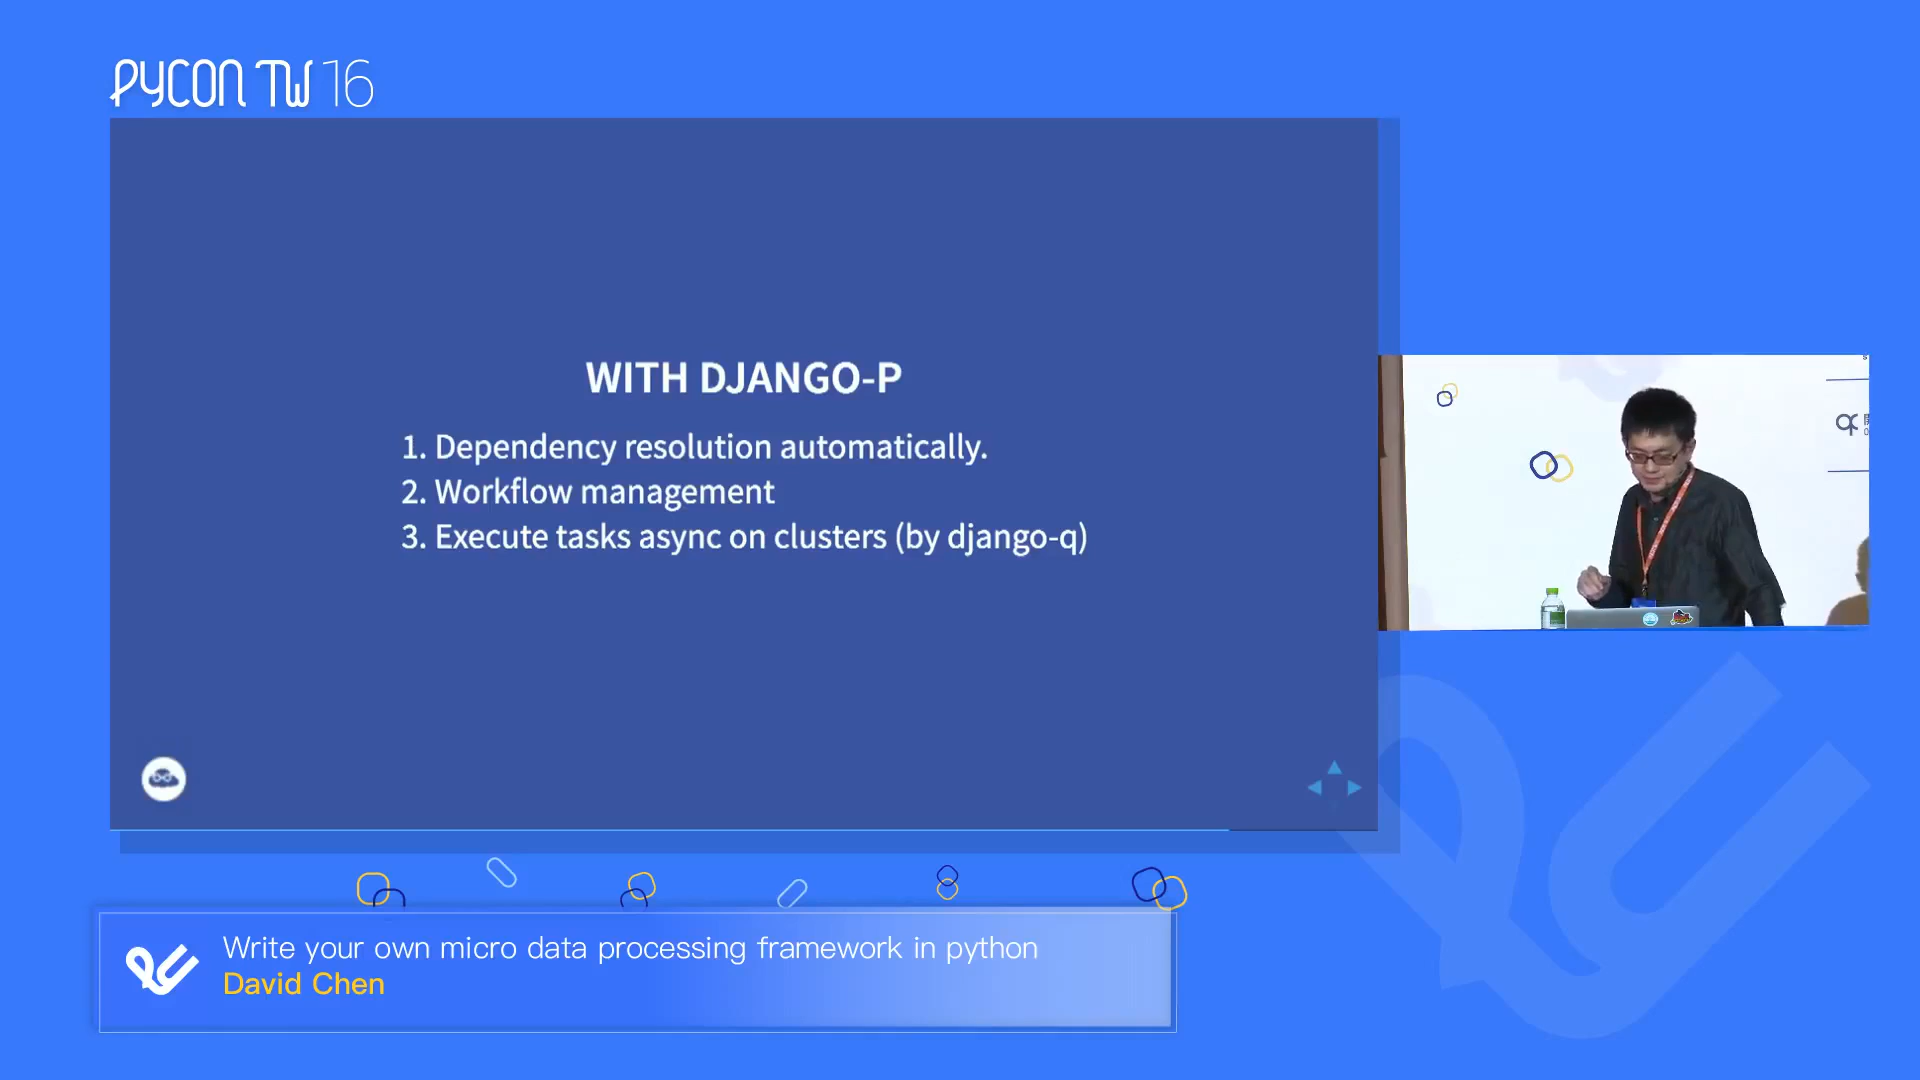 PYCON TW 16
WITH DJANGO-P
1. Dependency resolution automatically.
2. Workflow management
3. Execute tasks async on clusters (by django-q)
Write your own micro data processing framework in python
David Chen